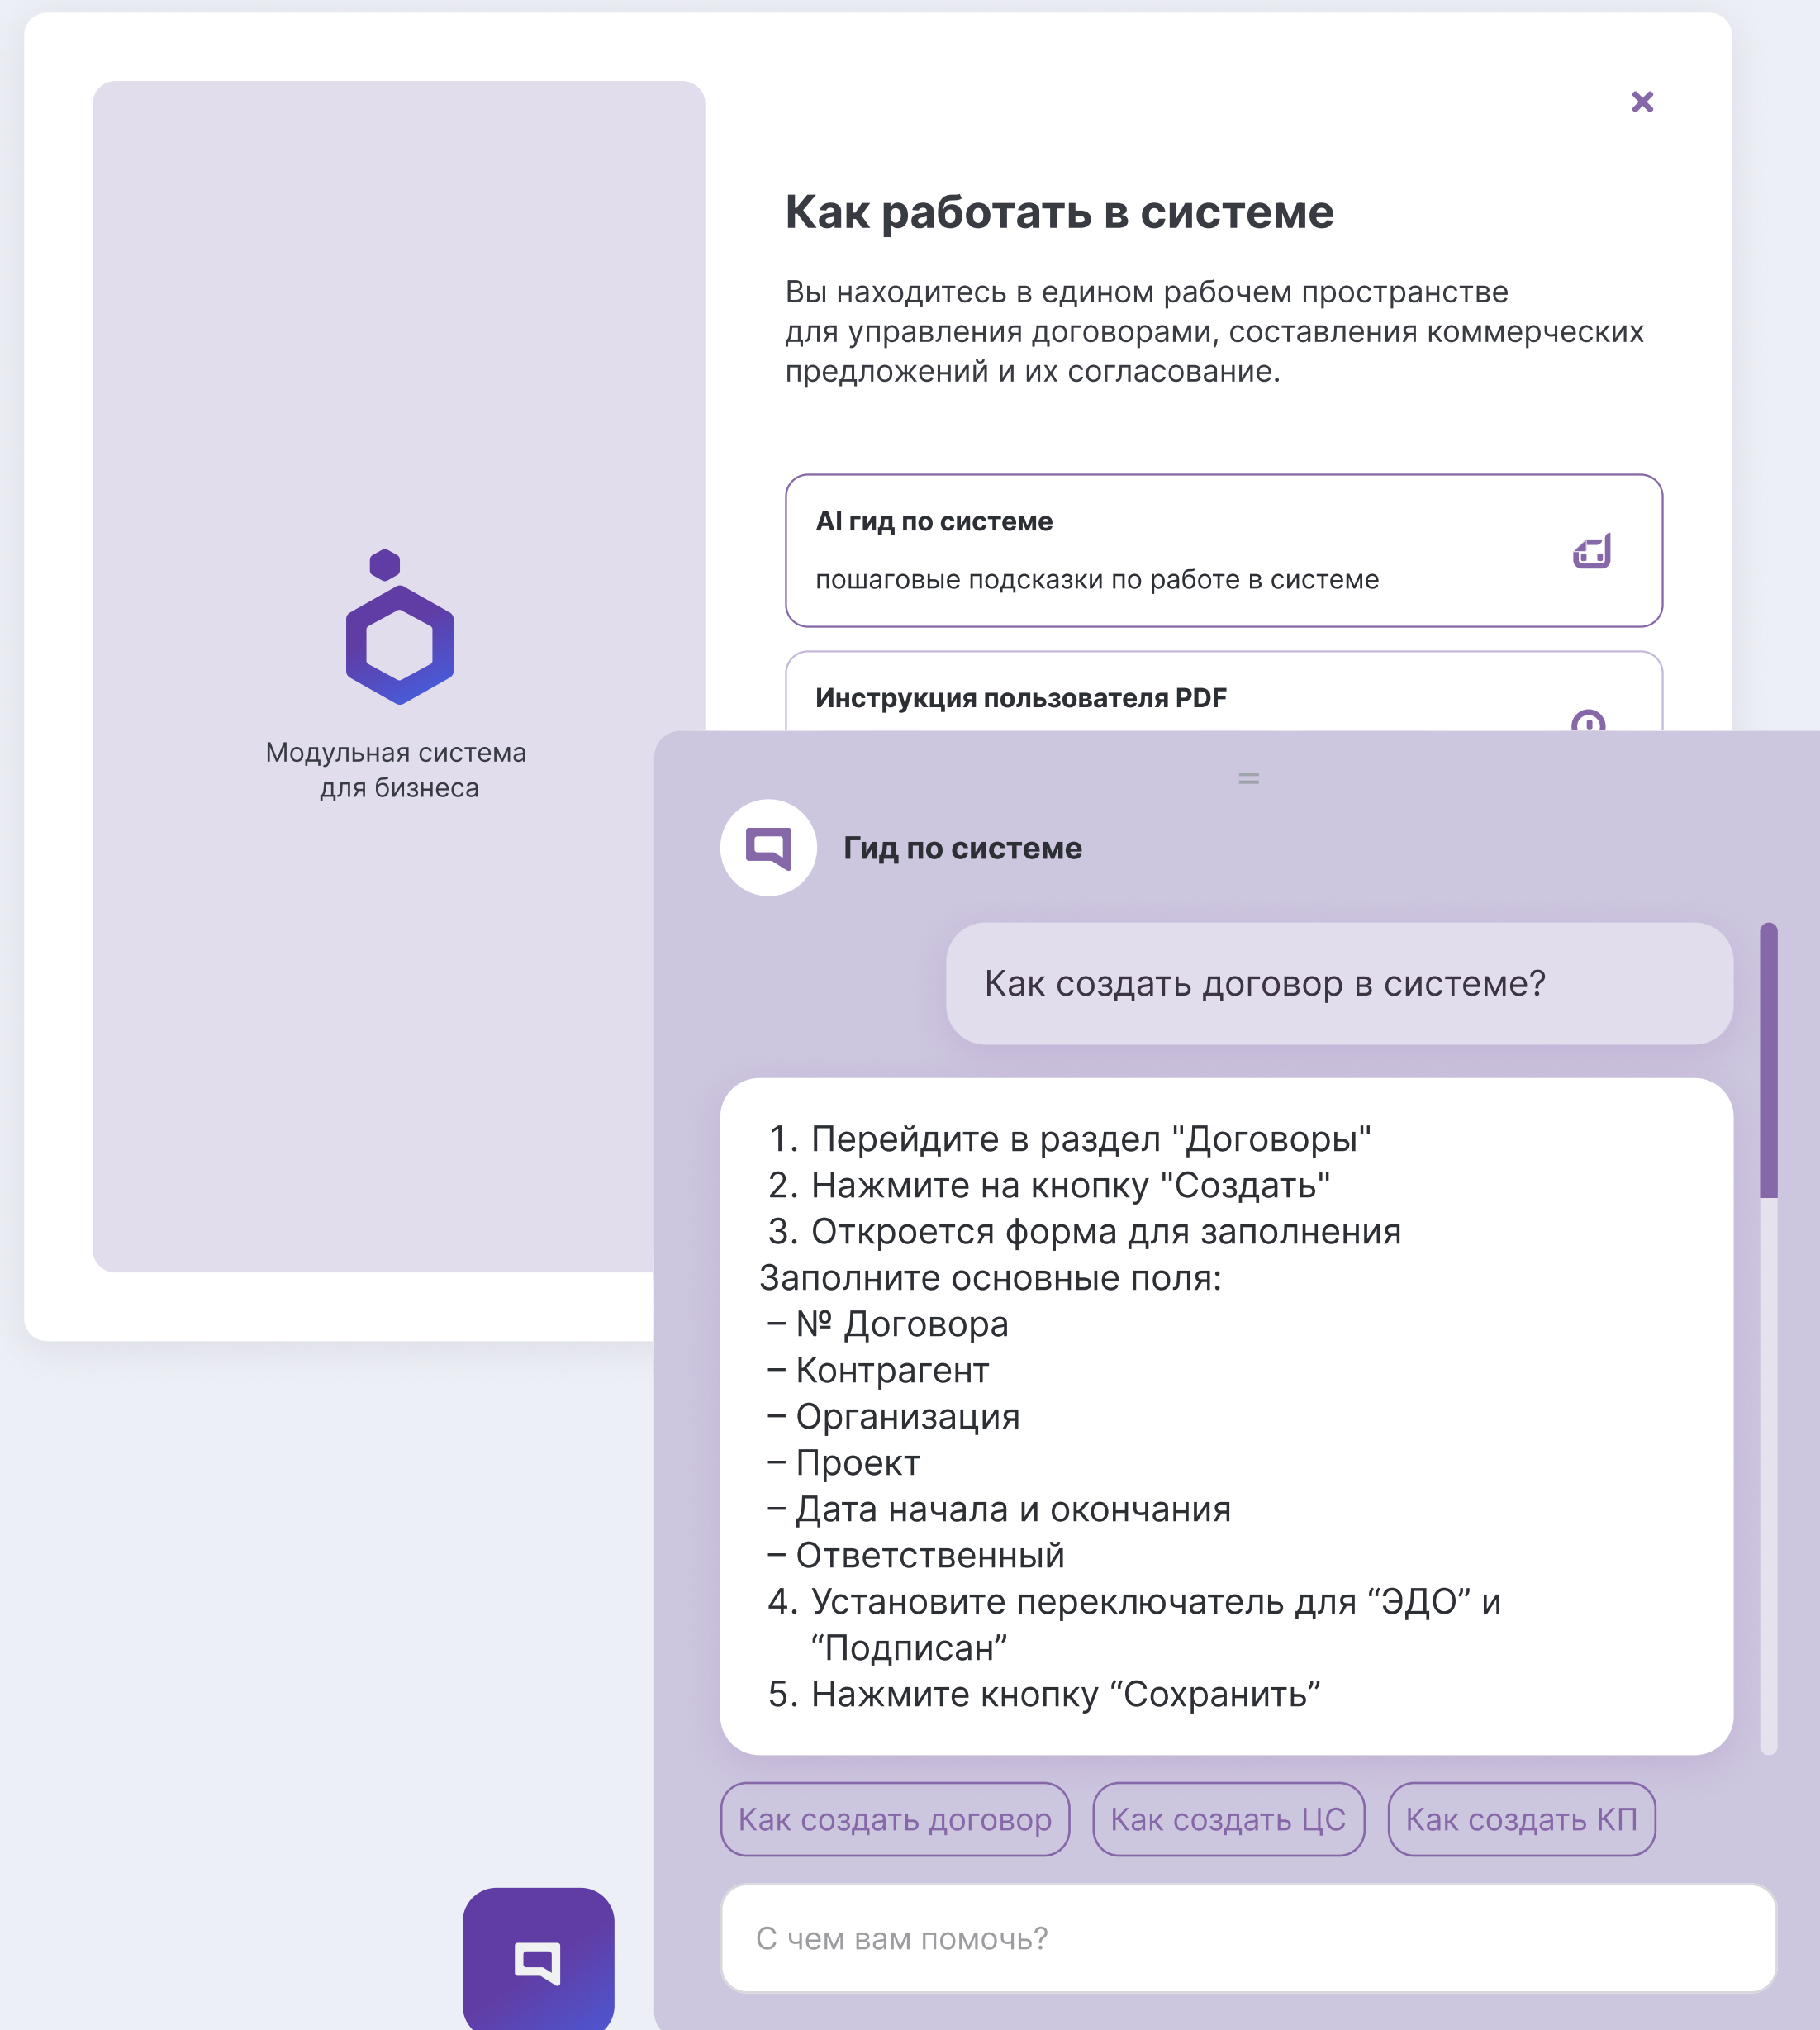 Как работать в системе
Вы находитесь в едином рабочем пространстве
для управления договорами, составления коммерческих
предложений и их согласование.
AI гид по системе
пошаговые подсказки по работе в системе
Инструкция пользователя PDF
Модульная система
для бизнеса
Гид по системе
Как создать договор в системе?
1. Перейдите в раздел "Договоры"
2. Нажмите на кнопку "Создать"
3. Откроется форма для заполнения
Заполните основные поля:
– № Договора
– Контрагент
– Организация
– Проект
– Дата начала и окончания
– Ответственный
4. Установите переключатель для “ЭДО” и
“Подписан”
5. Нажмите кнопку “Сохранить”
Как создать договор
Как создать ЦС
Как создать КП
С чем вам помочь?